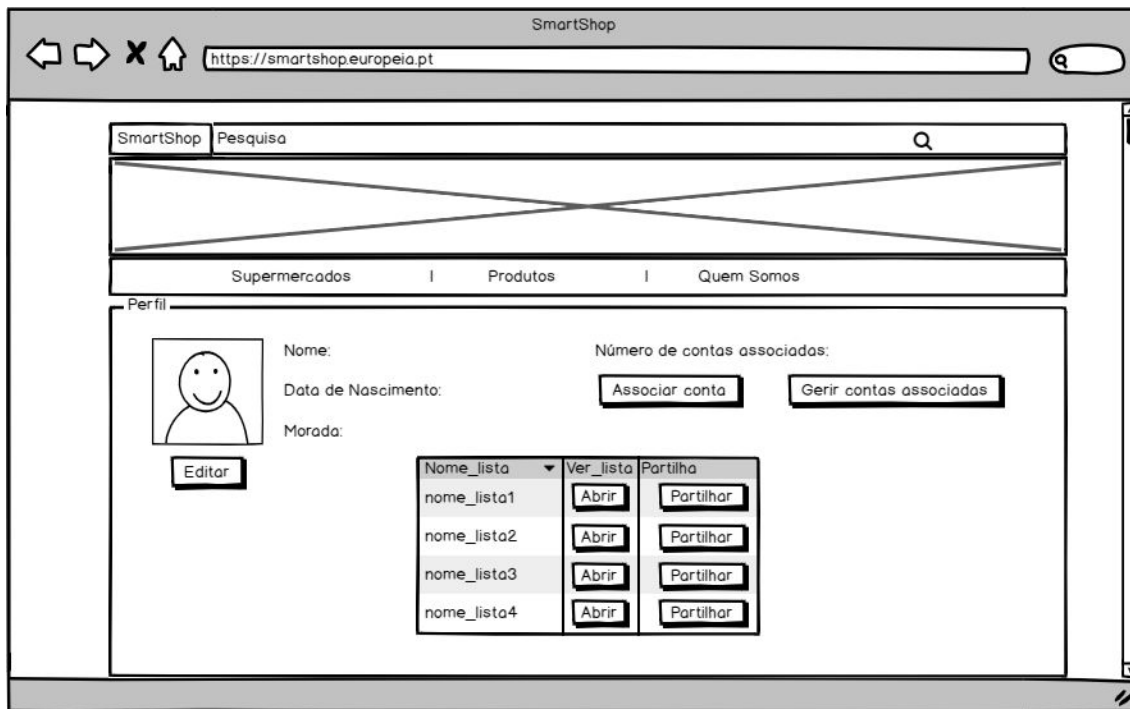 SmartShop
https://smartshop.europeia.pt
SmartShop Pesquisa
Supermercados | Produtos | Quem Somos
Perfil
Nome: Número de contas associadas:
Data de Nascimento: Associar conta Gerir contas associadas
Morada:
Editar
Nome_lista Ver_lista Partilha
nome_lista1 Abrir Partilhar
nome_lista2 Abrir Partilhar
nome_lista3 Abrir Partilhar
nome_lista4 Abrir Partilhar